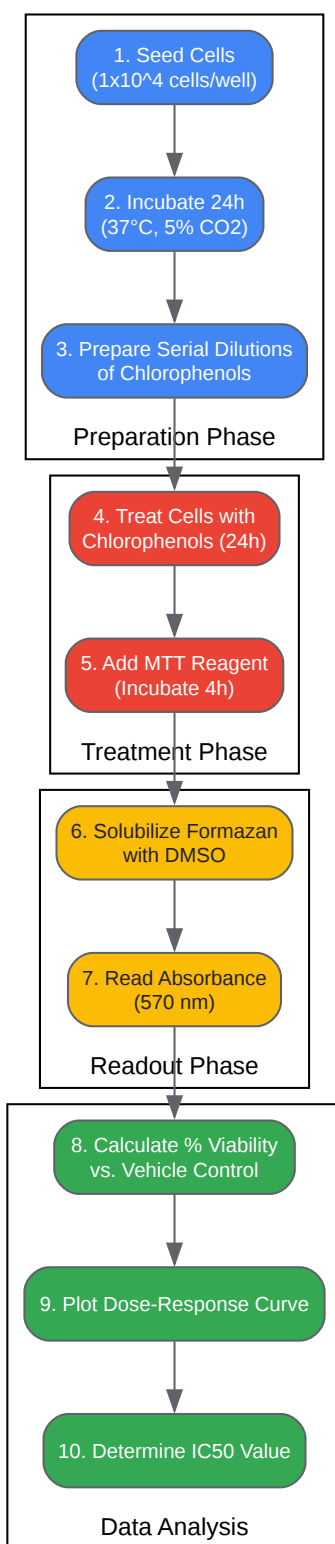 1. Seed Cells
(1x10^4 cells/well)
2. Incubate 24h
(37°C, 5% CO2)
3. Prepare Serial Dilutions
of Chlorophenols
Preparation Phase
4. Treat Cells with
Chlorophenols (24h)
5. Add MTT Reagent
(Incubate 4h)
Treatment Phase
6. Solubilize Formazan
with DMSO
7. Read Absorbance
(570 nm)
Readout Phase
8. Calculate % Viability
vs. Vehicle Control
9. Plot Dose-Response Curve
10. Determine IC50 Value
Data Analysis